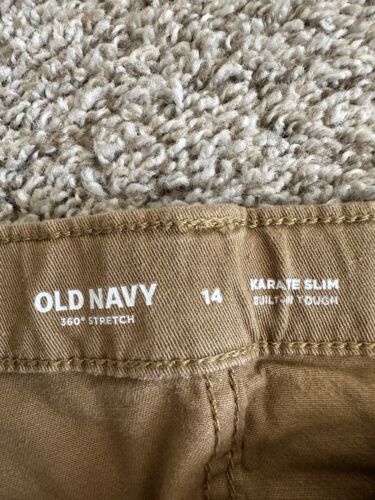 OLD NAVY
360° STRETCH
14
KARATE SLIM
BUILT-IN TOUGH